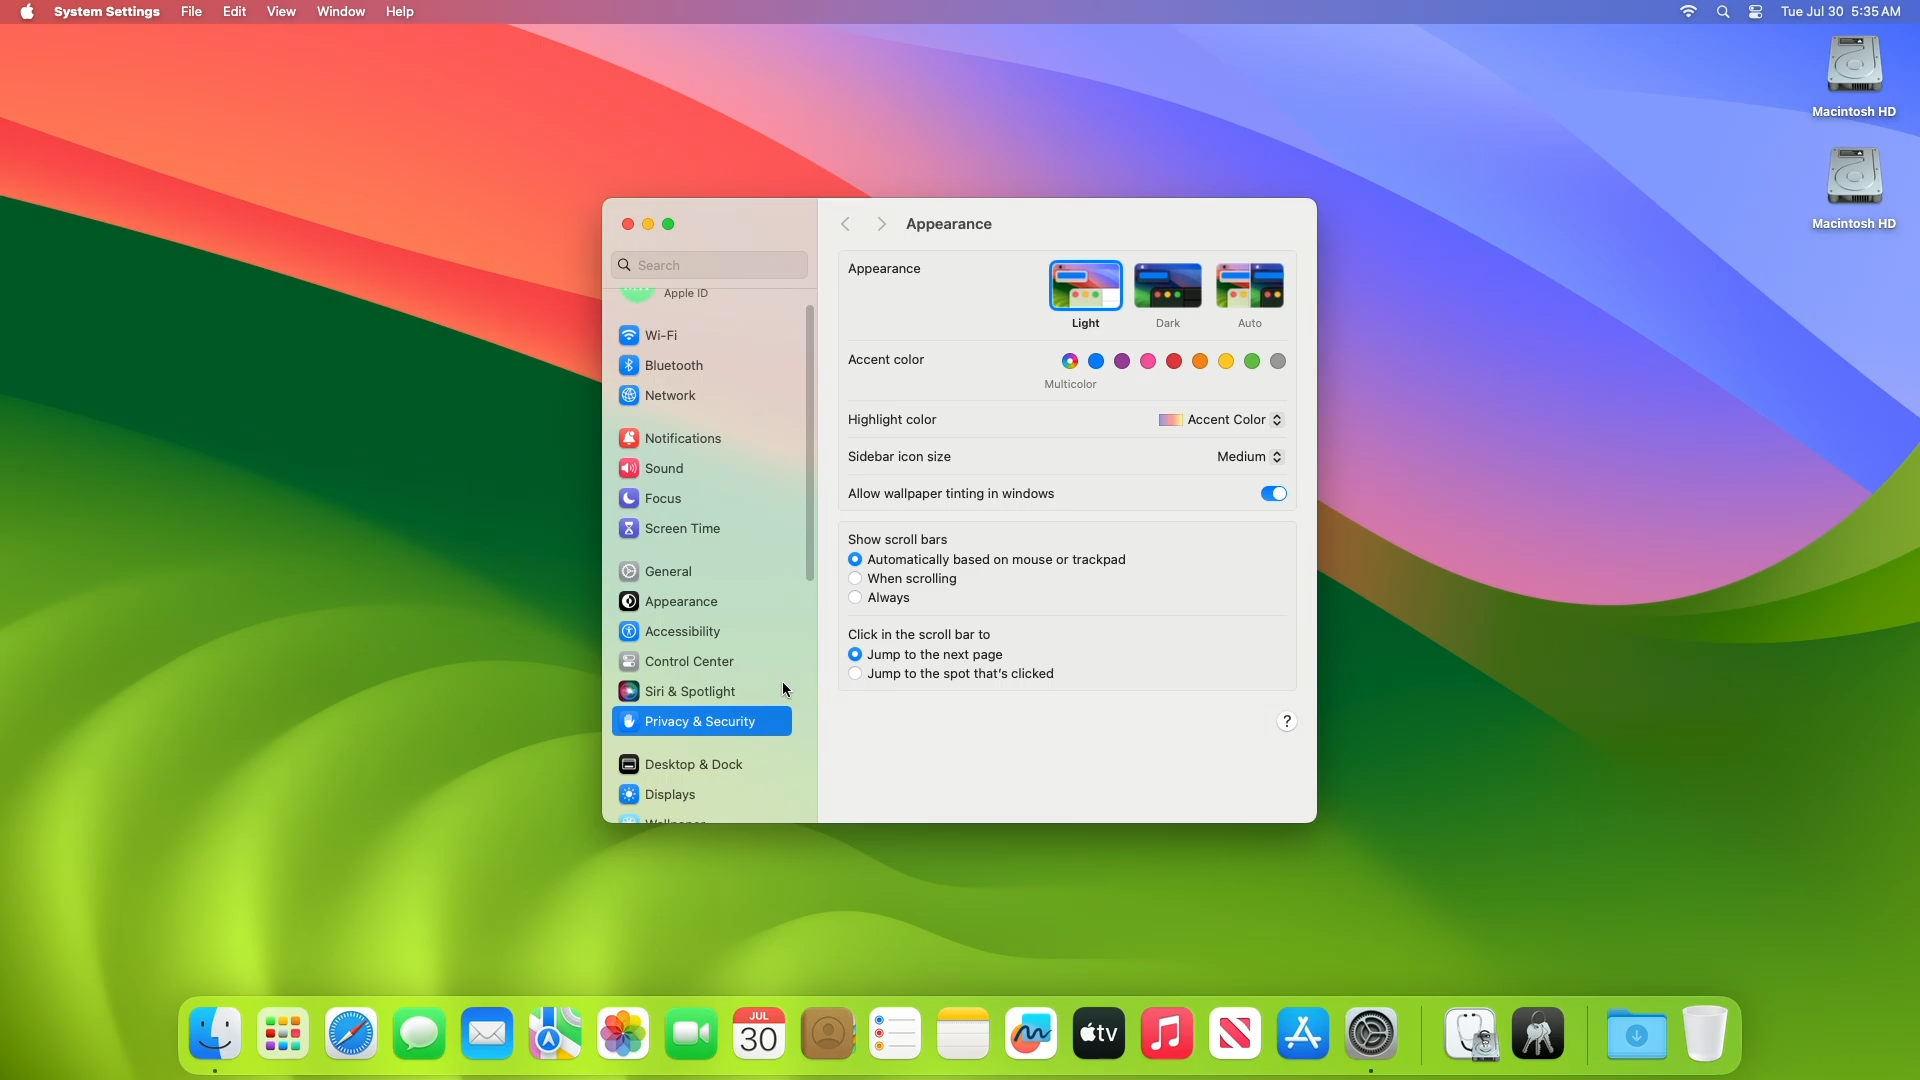 System Settings File Edit View Window Help Tue Jul 30 5:35 AM
Macintosh HD
Macintosh HD
Search
Apple ID
Wi-Fi
Bluetooth
Network
Notifications
Sound
Focus
Screen Time
General
Appearance
Accessibility
Control Center
Siri & Spotlight
Privacy & Security
Desktop & Dock
Displays
Appearance
Appearance
Light Dark Auto
Accent color
Multicolor
Highlight color Accent Color
Sidebar icon size Medium
Allow wallpaper tinting in windows
Show scroll bars
Automatically based on mouse or trackpad
When scrolling
Always
Click in the scroll bar to
Jump to the next page
Jump to the spot that's clicked
?
JUL
30
tv